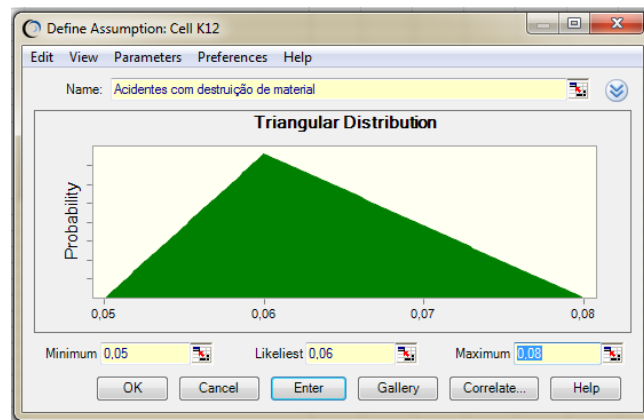 Define Assumption: Cell K12
Edit View Parameters Preferences Help
Name: Acidentes com destruição de material
Triangular Distribution
Probability
0,05 0,06 0,07 0,08
Minimum 0,05 Likeliest 0,06 Maximum 0,08
OK Cancel Enter Gallery Correlate... Help